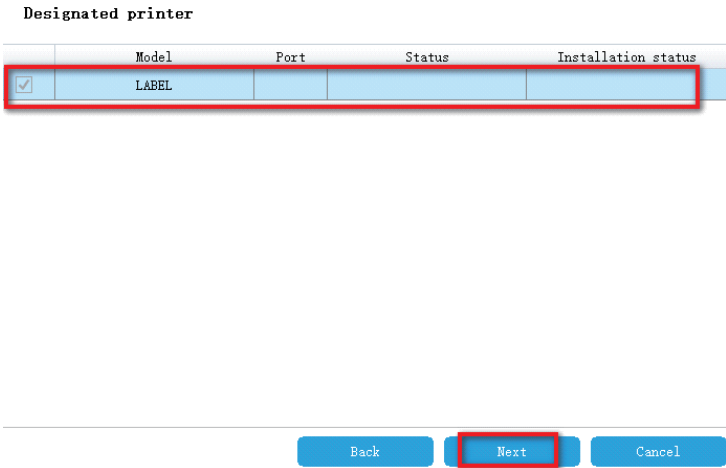 Designated printer
Model Port Status Installation status
LABEL
Back Next Cancel